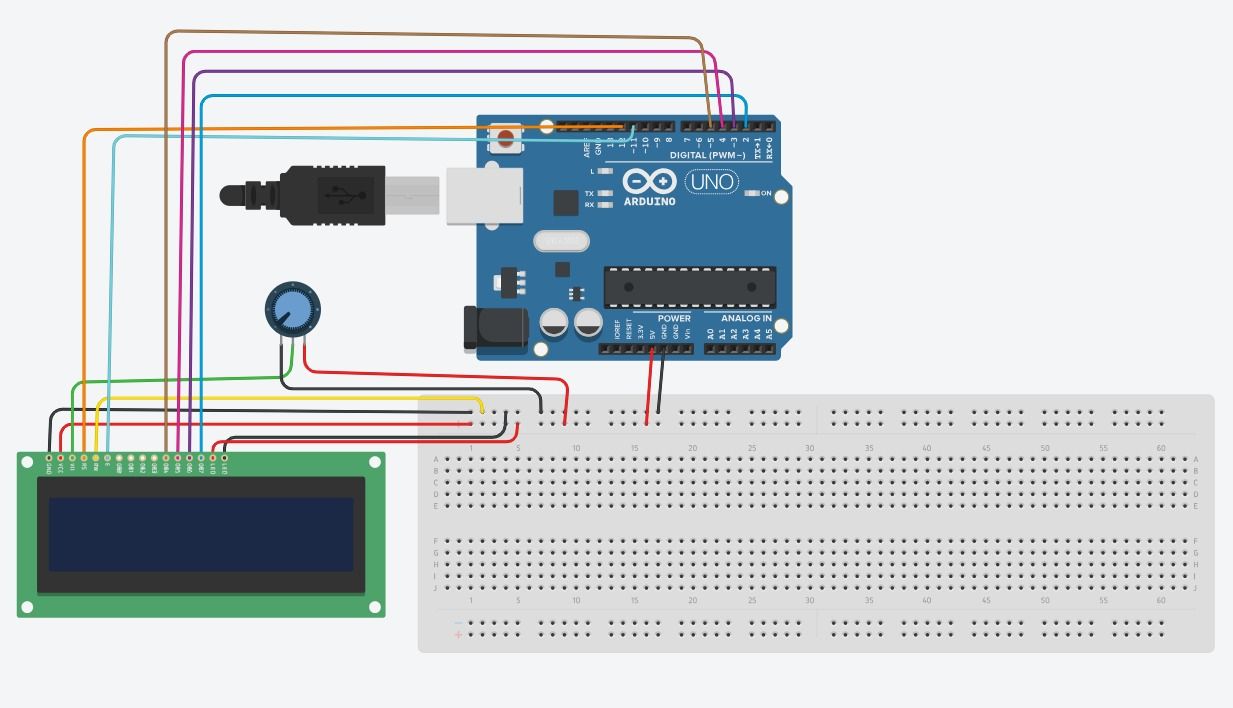 AREF
GND
13
12
~11
~10
~9
8
7
~6
~5
4
~3
2
TX→1
RX←0
DIGITAL (PWM~)
L
TX
RX
ARDUINO
UNO
ON
IOREF
RESET
3.3V
5V
GND
GND
Vin
POWER
A0
A1
A2
A3
A4
A5
ANALOG IN
GND
VCC
V0
RS
RW
E
DB0
DB1
DB2
DB3
DB4
DB5
DB6
DB7
LED
LED
1 5 10 15 20 25 30 35 40 45 50 55 60
A A
B B
C C
D D
E E
F F
G G
H H
I I
J J
1 5 10 15 20 25 30 35 40 45 50 55 60
−
+